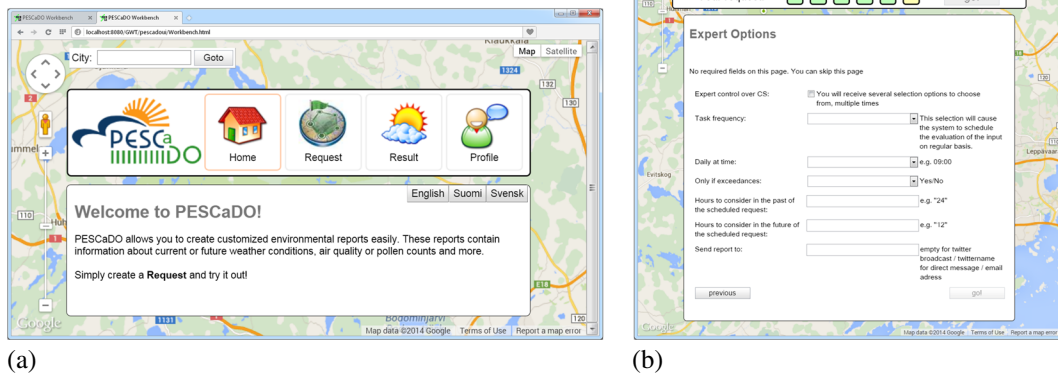 PESCaDO Workbench
PESCaDO Workbench
localhost:8080/GWT/pescadoui/Workbench.html
City:
Goto
Map Satellite
1324
132
2
130
PESCa
DO
Home
Request
Result
Profile
English Suomi Svensk
Welcome to PESCaDO!
110
1
PESCaDO allows you to create customized environmental reports easily. These reports contain
information about current or future weather conditions, air quality or pollen counts and more.
Simply create a Request and try it out!
E18
Google
1131
Bodominjärvi
120
Map data ©2014 Google Terms of Use Report a map error
(a)
110
Expert Options
No required fields on this page. You can skip this page
Expert control over CS:
You will receive several selection options to choose
from, multiple times
120
Task frequency:
This selection will cause
the system to schedule
the evaluation of the input
on regular basis.
Leppävaar
Daily at time:
e.g. 09:00
Evitskog
Only if exceedances:
Yes/No
Hours to consider in the past of
the scheduled request:
e.g. "24"
Hours to consider in the future of
the scheduled request:
e.g. "12"
Send report to:
empty for twitter
broadcast / twittername
for direct message / email
adress
previous
go!
Google
Map data ©2014 Google Terms of Use Report a map error
(b)